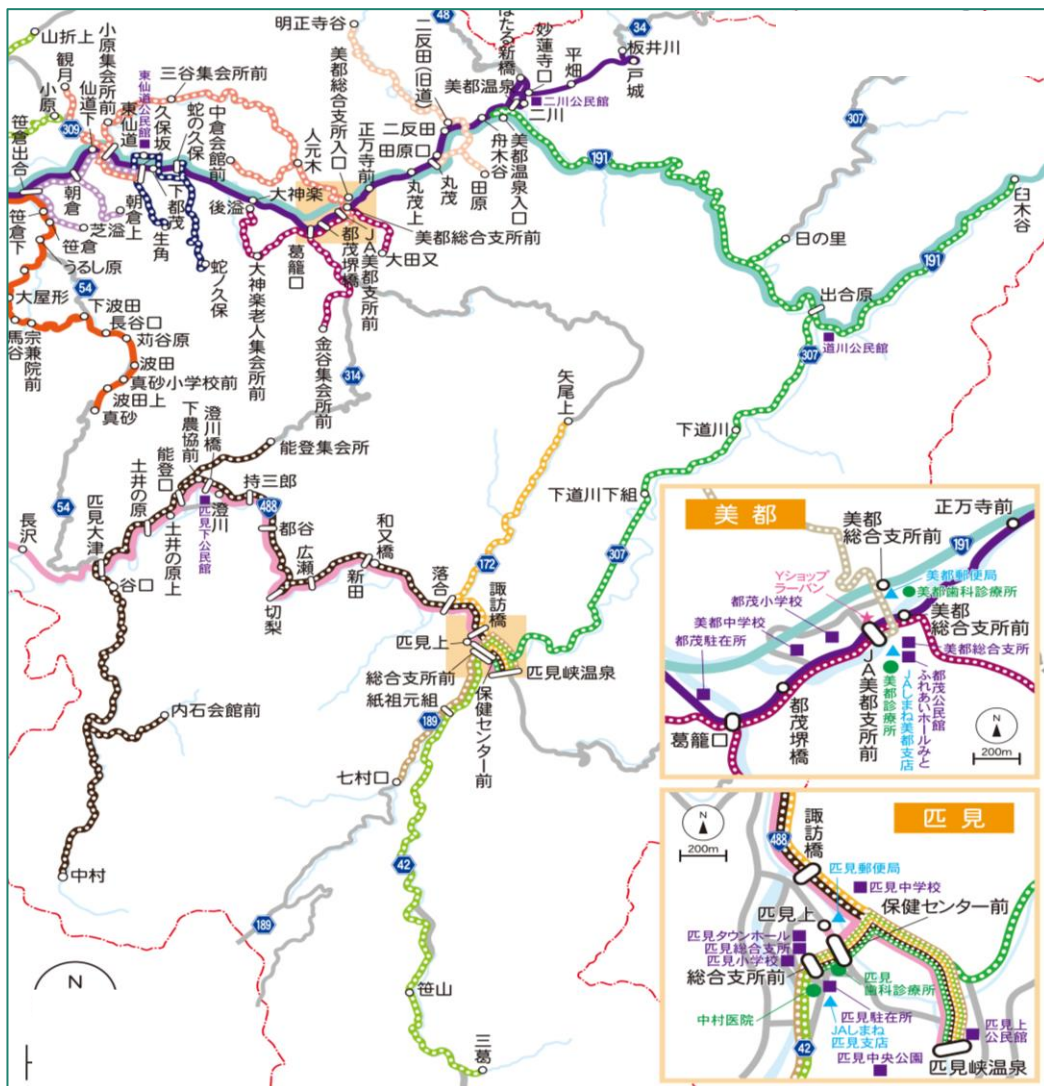 山折上
観月
小原
小原集会所前
仙道下
309
笹倉出合
朝倉
東仙道公民館
東仙道
三谷集会所前
久保坂
蛇の久保
中倉会館前
下都茂
朝倉上
芝溢
生角
蛇ノ久保
笹倉下
笹倉
うるし原
54
大屋形
馬谷
宗兼院前
下波田
長谷口
苅谷原
波田
真砂小学校前
波田上
真砂
明正寺谷
48
34
二反田(旧道)
美都総合支所入口
正万寺前
人元木
大神楽
後溢
葛籠口
大神楽老人集会所前
都茂堺橋
JA美都支所前
美都総合支所前
大田又
金谷集会所前
314
二反田
田原口
丸茂
丸茂上
田原
舟木谷
美都温泉
美都温泉入口
ほたる新橋
妙蓮寺口
二川
二川公民館
平畑
板井川
戸城
191
307
臼木谷
日の里
191
出合原
道川公民館
307
下道川
下道川下組
307
矢尾上
172
能登集会所
澄川橋
下農協前
能登口
土井の原
土井の原上
匹見下公民館
澄川
持三郎
488
都谷
広瀬
切梨
新田
和又橋
落合
諏訪橋
匹見上
総合支所前
保健センター前
匹見峡温泉
紙祖元組
189
七村口
42
189
笹山
三葛
54
長沢
匹見大津
谷口
内石会館前
中村
N
美都
正万寺前
191
美都総合支所前
美都郵便局
美都歯科診療所
Yショップ
ラーバン
都茂小学校
美都中学校
都茂駐在所
美都総合支所前
美都総合支所
都茂公民館
ふれあいホールみと
JAしまね美都支店
美都診療所
JA美都支所前
都茂堺橋
葛籠口
N
200m
匹見
N
200m
488
諏訪橋
匹見郵便局
匹見中学校
保健センター前
匹見上
匹見タウンホール
匹見総合支所
匹見小学校
総合支所前
匹見
歯科診療所
中村医院
匹見駐在所
JAしまね
匹見支店
匹見中央公園
42
匹見上
公民館
匹見峡温泉